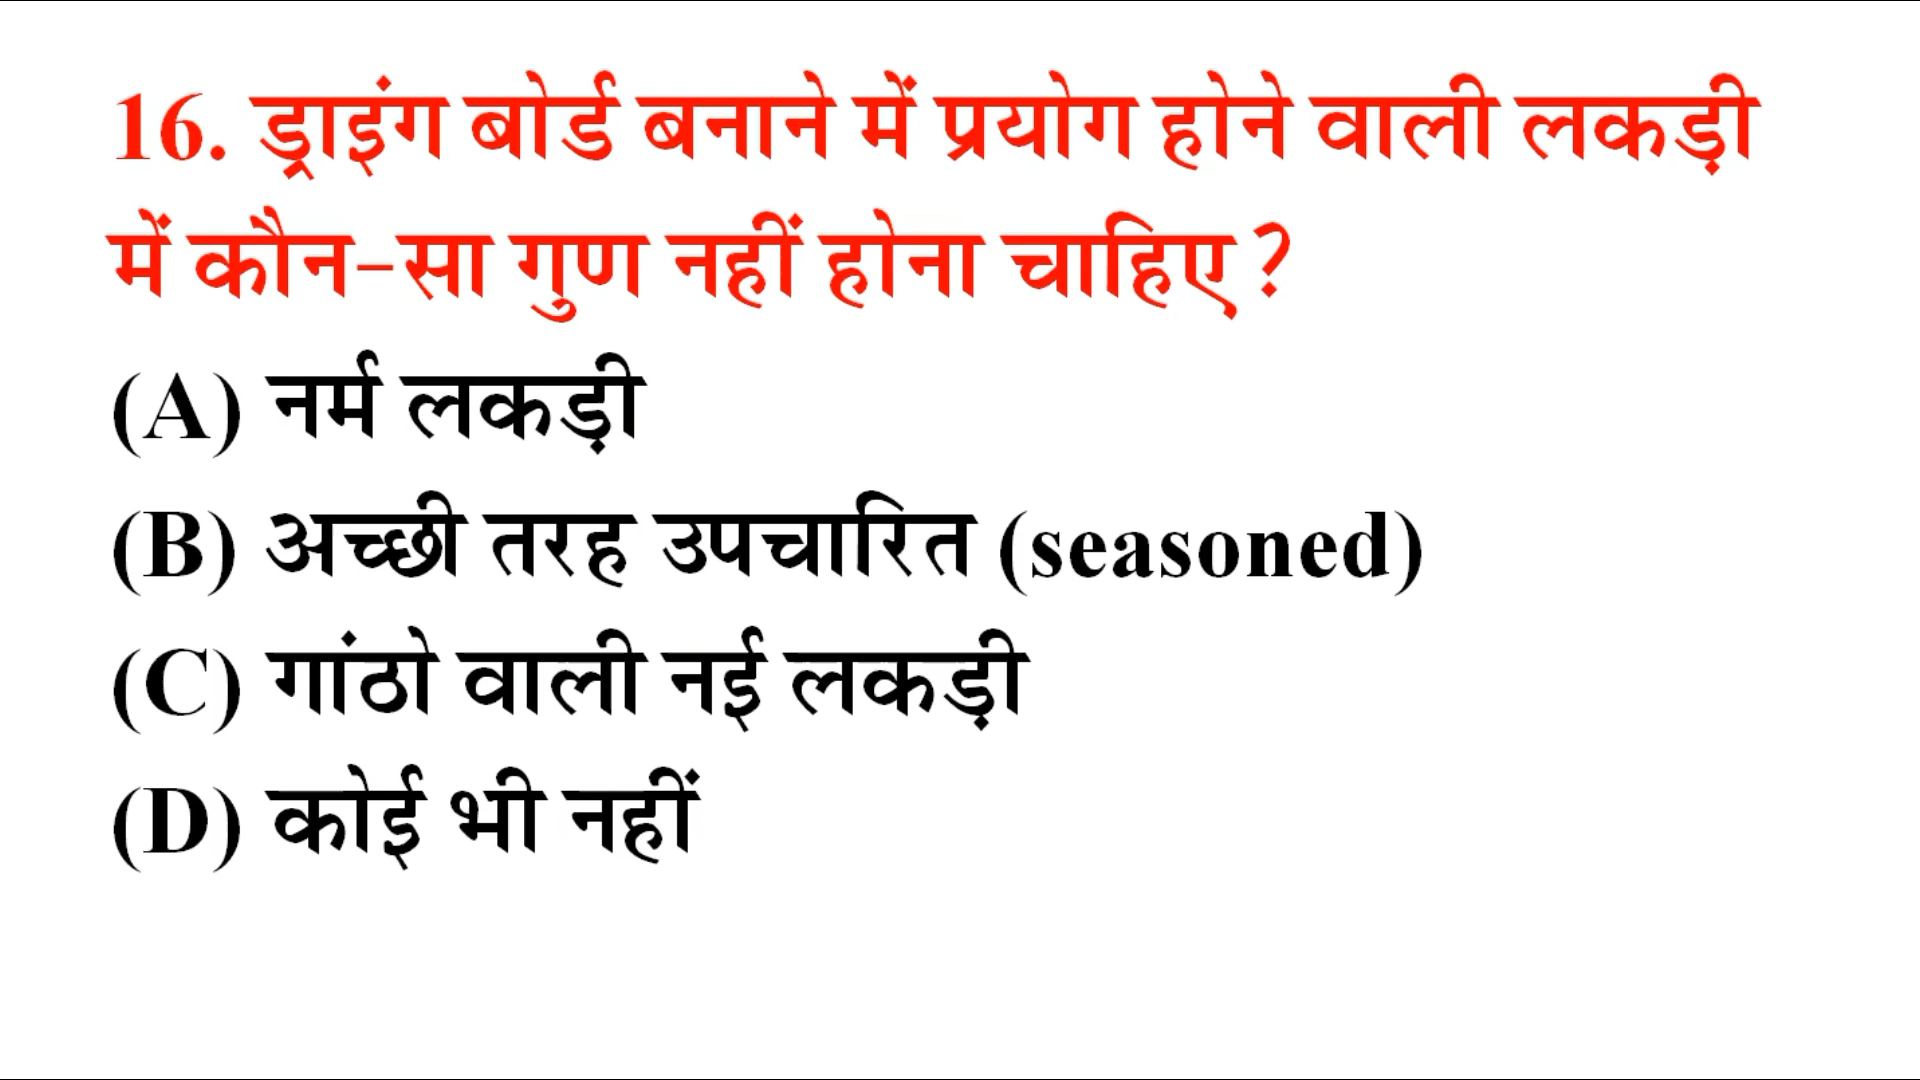 16. ड्राइंग बोर्ड बनाने में प्रयोग होने वाली लकड़ी
में कौन-सा गुण नहीं होना चाहिए ?
(A) नर्म लकड़ी
(B) अच्छी तरह उपचारित (seasoned)
(C) गांठो वाली नई लकड़ी
(D) कोई भी नहीं